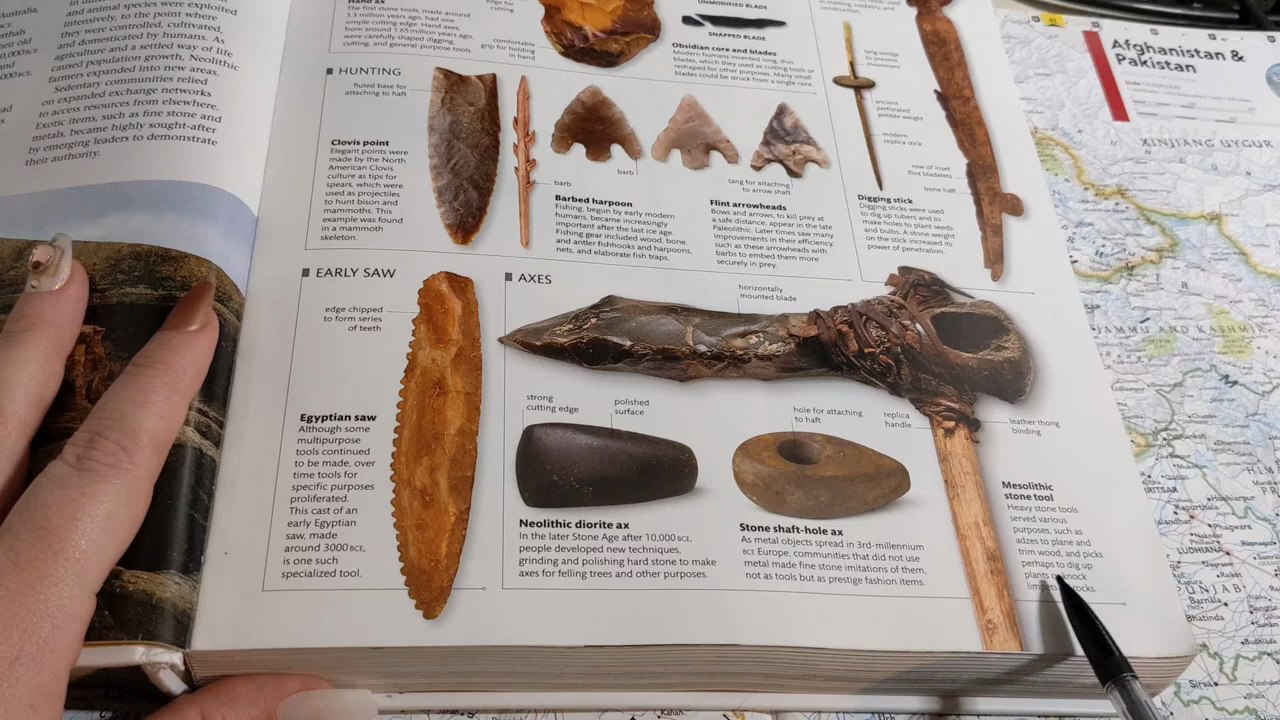 Australia,
and animal species were exploited
intensively, to the point where
they were controlled, cultivated,
and domesticated by humans. As
agriculture and a settled way of life
caused population growth, Neolithic
farmers expanded into new areas.
Sedentary communities relied
on expanded exchange networks
to access resources from elsewhere.
Exotic items, such as fine stone and
metals, became highly sought-after
by emerging leaders to demonstrate
their authority.
Hand ax
The first stone tools, made around
3.3 million years ago, had one
simple cutting edge. Hand axes,
from around 1.65 million years ago,
were carefully shaped digging,
cutting, and general-purpose tools.
edge for
cutting
comfortable
grip for holding
in hand
UNMODIFIED BLADE
SNAPPED BLADE
Obsidian core and blades
Modern humans invented long, thin
blades, which they used as cutting tools or
reshaped for other purposes. Many small
blades could be struck from a single core.
long wedge
to prevent
movement
ancient
perforated
pebble weight
modern
replica stick
row of inset
flint bladelets
bone haft
Digging stick
Digging sticks were used
to dig up tubers and to
make holes to plant seeds
and bulbs. A stone weight
on the stick increased its
power of penetration.
HUNTING
fluted base for
attaching to haft
Clovis point
Elegant points were
made by the North
American Clovis
culture as tips for
spears, which were
used as projectiles
to hunt bison and
mammoths. This
example was found
in a mammoth
skeleton.
barb
Barbed harpoon
Fishing, begun by early modern
humans, became increasingly
important after the last ice age.
Fishing gear included wood, bone,
and antler fishhooks and harpoons,
nets, and elaborate fish traps.
barb
tang for attaching
to arrow shaft
Flint arrowheads
Bows and arrows, to kill prey at
a safe distance, appear in the late
Paleolithic. Later times saw many
improvements in their efficiency,
such as these arrowheads with
barbs to embed them more
securely in prey.
EARLY SAW
edge chipped
to form series
of teeth
Egyptian saw
Although some
multipurpose
tools continued
to be made, over
time tools for
specific purposes
proliferated.
This cast of an
early Egyptian
saw, made
around 3000 BCE,
is one such
specialized tool.
AXES
horizontally
mounted blade
strong
cutting edge
polished
surface
hole for attaching
to haft
replica
handle
leather thong
binding
Neolithic diorite ax
In the later Stone Age after 10,000 BCE,
people developed new techniques,
grinding and polishing hard stone to make
axes for felling trees and other purposes.
Stone shaft-hole ax
As metal objects spread in 3rd-millennium
BCE Europe, communities that did not use
metal made fine stone imitations of them,
not as tools but as prestige fashion items.
Mesolithic
stone tool
Heavy stone tools
served various
purposes, such as
adzes to plane and
trim wood, and picks
perhaps to dig up
plants knock
limpets rocks.
Afghanistan &
Pakistan
XINJIANG UYGUR
JAMMU AND KASHMIR
Hoshiarpur
Kapurthala
Phagwara
LUDHIANA
PUNJAB
Barnala
Bhatinda
Sirsa